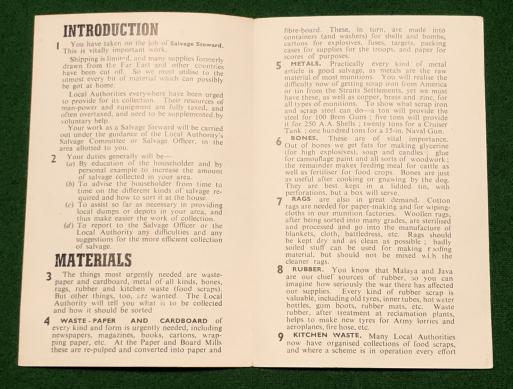 INTRODUCTION
1 You have taken on the job of Salvage Steward.
This is vitally important work.
Shipping is limited, and many supplies formerly
drawn from the Far East and other countries
have been cut off. So we must utilise to the
utmost every bit of material which can possibly
be got at home.
Local Authorities everywhere have been urged
to provide for its collection. Their resources of
man-power and equipment are fully taxed, and
often overtaxed, and need to be supplemented by
voluntary help.
Your work as a Salvage Steward will be carried
out under the guidance of the Local Authority's
Salvage Committee or Salvage Officer, in the
area allotted to you.
2 Your duties generally will be—
(a) By education of the householder and by
personal example to increase the amount
of salvage collected in your area.
(b) To advise the householder from time to
time on the different kinds of salvage re-
quired and how to sort it at the house.
(c) To assist so far as necessary in providing
local dumps or depots in your area, and
thus make easier the work of collection.
(d) To report to the Salvage Officer or the
Local Authority any difficulties and any
suggestions for the more efficient collection
of salvage.
MATERIALS
3 The things most urgently needed are waste-
paper and cardboard, metal of all kinds, bones,
rags, rubber and kitchen waste (food scraps).
But other things, too, are wanted. The Local
Authority will tell you what is to be collected
and how it should be sorted
4 WASTE-PAPER AND CARDBOARD of
every kind and form is urgently needed, including
newspapers, magazines, books, cartons, wrap-
ping paper, etc. At the Paper and Board Mills
these are re-pulped and converted into paper and
fibre-board. These, in turn, are made into
containers (and washers) for shells and bombs,
cartons for explosives, fuses, targets, packing
cases for supplies for the troops, and paper for
scores of purposes.
5 METALS. Practically every kind of metal
article is good salvage, as metals are the raw
material of most munitions. You will realise the
difficulty now of getting scrap iron from America
or tin from the Straits Settlements, yet we must
have these, as well as copper, brass and zinc, for
all types of munitions. To show what scrap iron
and scrap steel can do—a ton will provide the
steel for 100 Bren Guns; five tons will provide
it for 250 A.A. Shells; twenty tons for a Cruiser
Tank; one hundred tons for a 15-in. Naval Gun.
6 BONES. These are of vital importance.
Out of bones we get fats for making glycerine
(for high explosives), soap and candles; glue
for camouflage paint and all sorts of woodwork;
the remainder makes feeding meal for cattle as
well as fertiliser for food crops. Bones are just
as useful after cooking or gnawing by the dog.
They are best kept in a lidded tin, with
perforations, but a box will serve.
7 RAGS are also in great demand. Cotton
rags are needed for paper-making and for wiping-
cloths in our munition factories. Woollen rags,
after being sorted into many grades, are sterilised
and processed and go into the manufacture of
blankets, cloth, battledress, etc. Rags should
be kept dry and as clean as possible; badly
soiled stuff can be used for making roofing
material, but should not be mixed with the
cleaner rags.
8 RUBBER. You know that Malaya and Java
are our chief sources of rubber, so you can
imagine how seriously the war there has affected
our supplies. Every kind of rubber scrap is
valuable, including old tyres, inner tubes, hot water
bottles, gum boots, rubber mats, etc. Waste
rubber, after treatment at reclamation plants,
helps to make new tyres for Army lorries and
aeroplanes, fire hose, etc.
9 KITCHEN WASTE. Many Local Authorities
now have organised collections of food scraps,
and where a scheme is in operation every effort